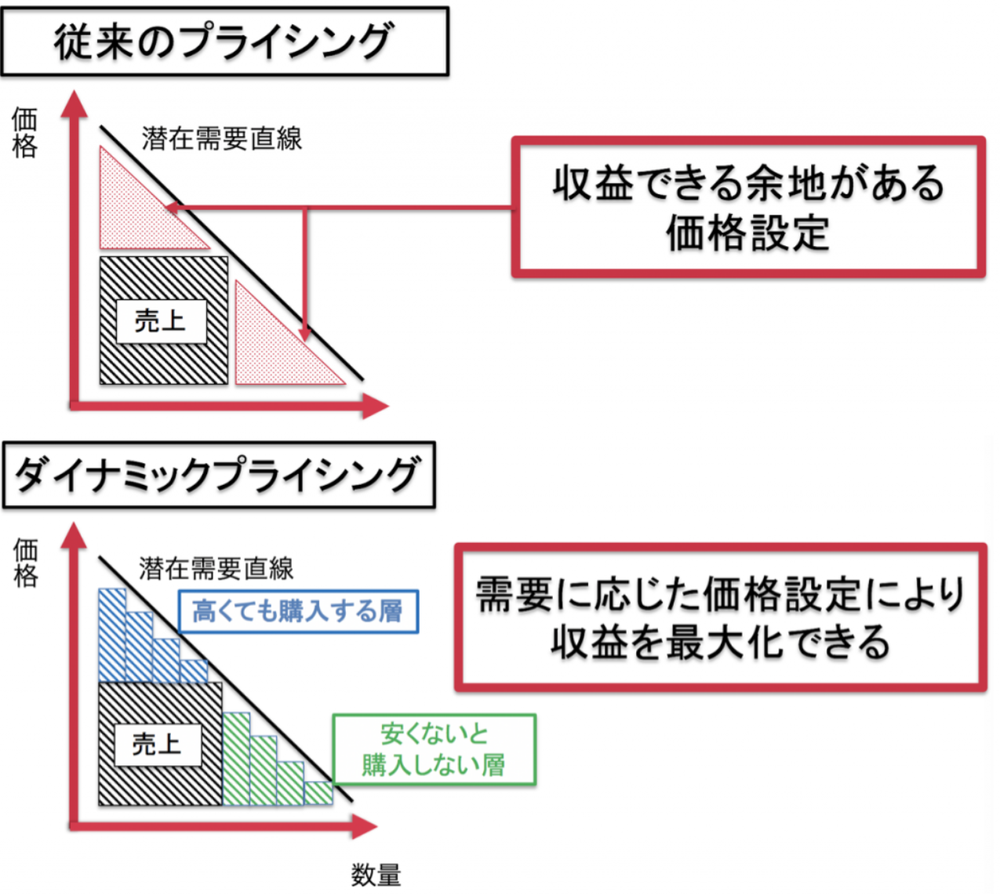 従来のプライシング
価格
潜在需要直線
収益できる余地がある
価格設定
売上
ダイナミックプライシング
価格
潜在需要直線
高くても購入する層
需要に応じた価格設定により
収益を最大化できる
売上
安くないと
購入しない層
数量